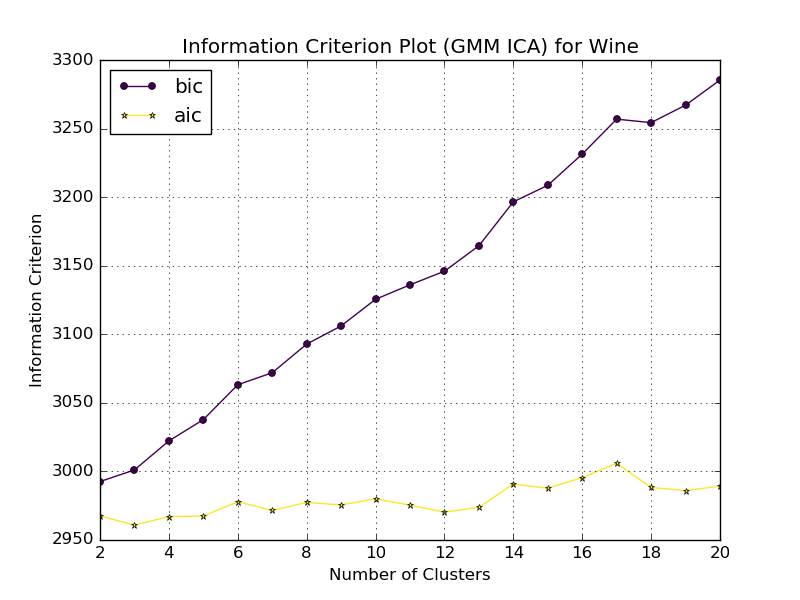 Information Criterion Plot (GMM ICA) for Wine
bic
aic
3300
3250
3200
3150
3100
3050
3000
2950
Information Criterion
2 4 6 8 10 12 14 16 18 20
Number of Clusters